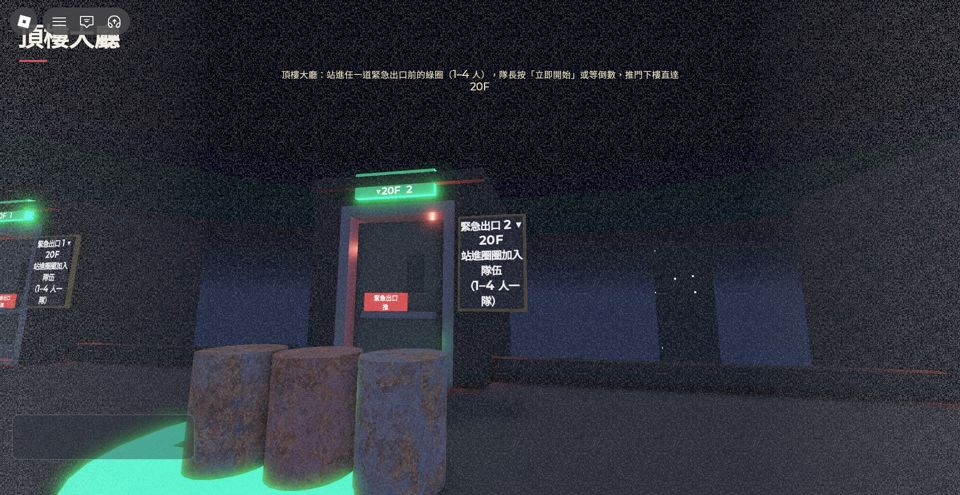 頂樓大廳
頂樓大廳：站進任一道緊急出口前的綠圈（1–4 人），隊長按「立即開始」或等倒數，推門下樓直達
20F
▾20F 2
緊急出口 2 ▾
20F
站進圈圈加入
隊伍
（1–4 人一
隊）
緊急出口
推
緊急出口 1 ▾
20F
站進圈圈加入
隊伍
（1–4 人一
隊）